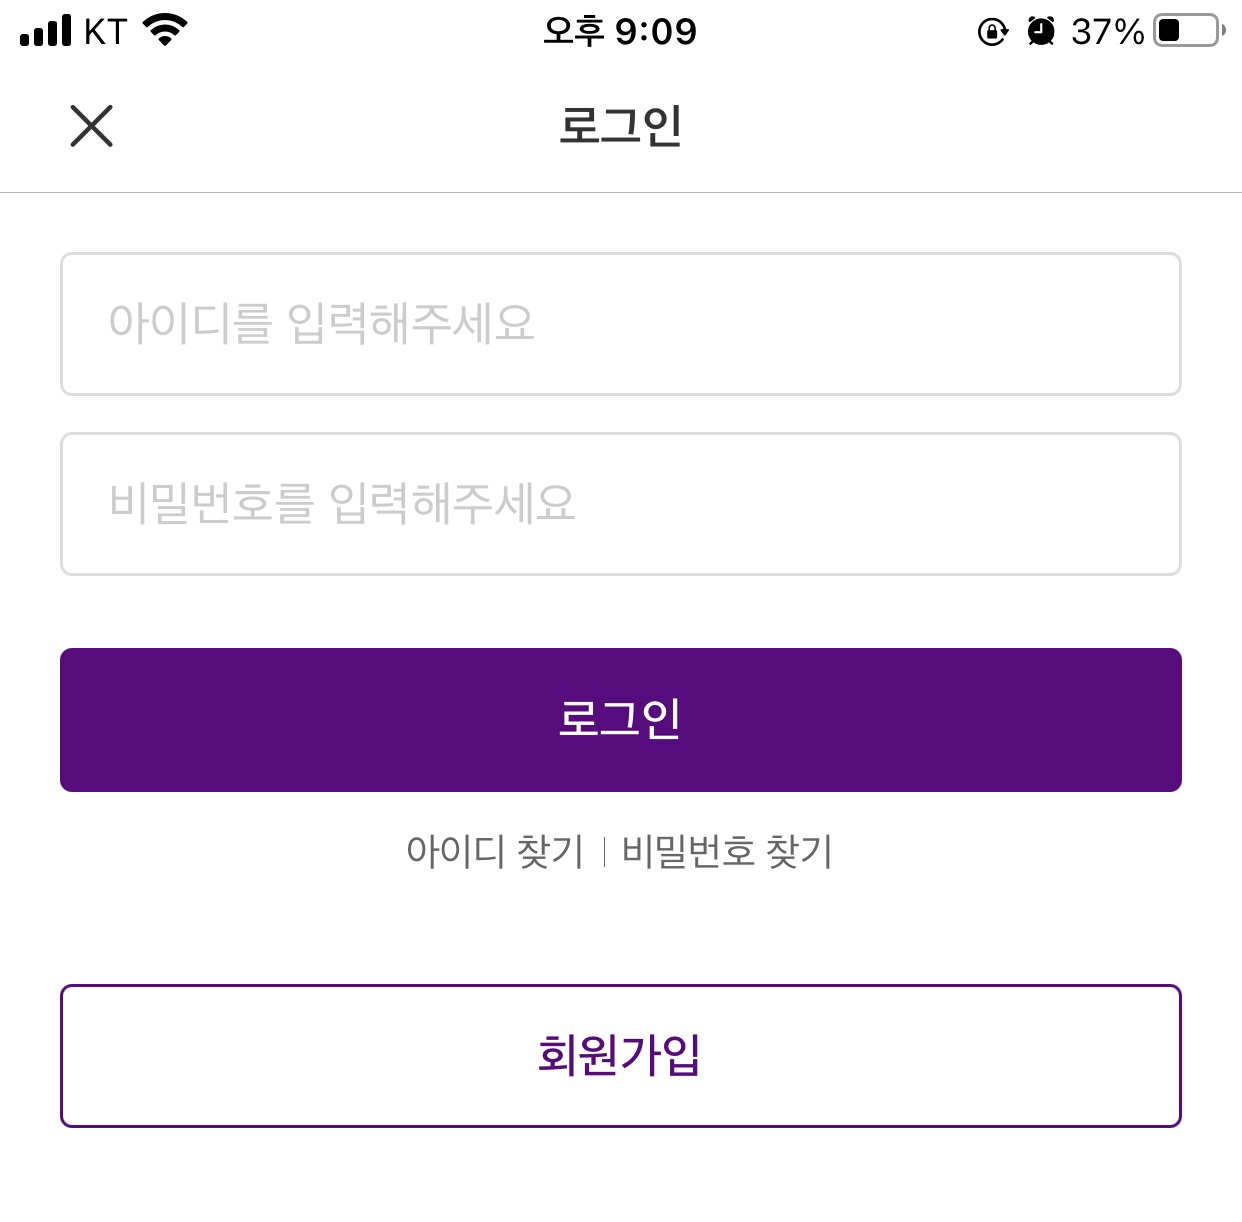 KT 오후 9:09 37%
로그인
아이디를 입력해주세요
비밀번호를 입력해주세요
로그인
아이디 찾기 | 비밀번호 찾기
회원가입